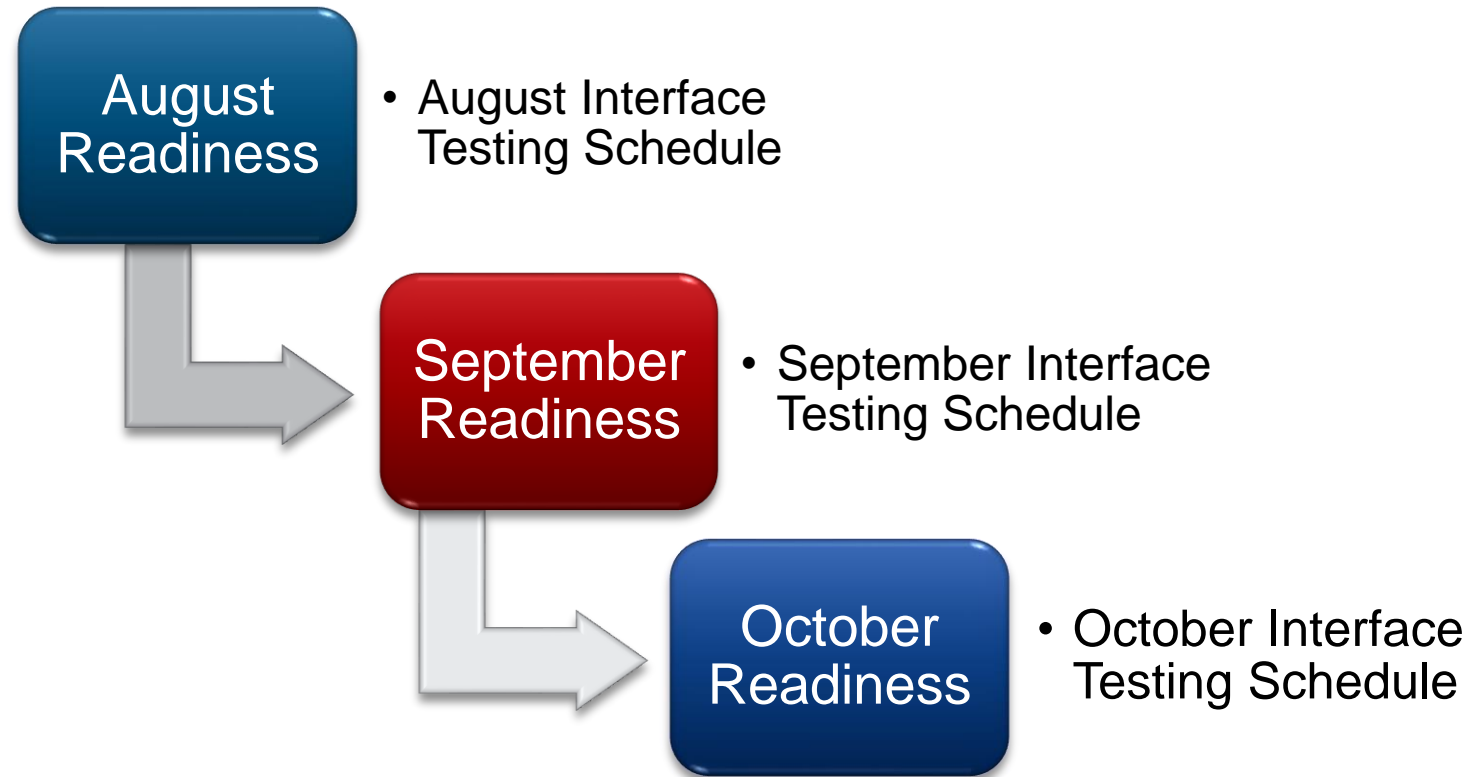 August
Readiness
• August Interface
Testing Schedule
September
Readiness
• September Interface
Testing Schedule
October
Readiness
• October Interface
Testing Schedule